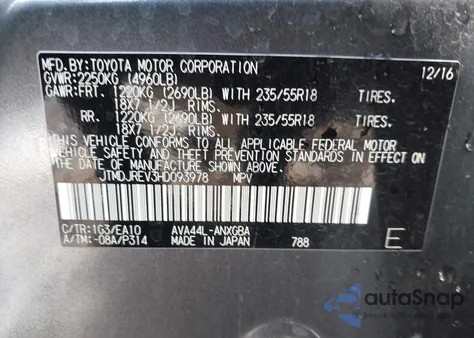 MFD.BY:TOYOTA MOTOR CORPORATION 12/16
GVWR:2250KG (4960LB)
GAWR:FRT. 1220KG (2690LB) WITH 235/55R18 TIRES.
18X7 1/2J RIMS.
RR. 1220KG (2690LB) WITH 235/55R18 TIRES.
18X7 1/2J RIMS.
THIS VEHICLE CONFORMS TO ALL APPLICABLE FEDERAL MOTOR
VEHICLE SAFETY AND THEFT PREVENTION STANDARDS IN EFFECT
ON THE DATE OF MANUFACTURE SHOWN ABOVE.
JTMDJREV3HD093978 MPV
C/TR:1G3/EA10 AVA44L-ANXGBA
A/TM:-08A/P314 MADE IN JAPAN 788 E
autoSnap